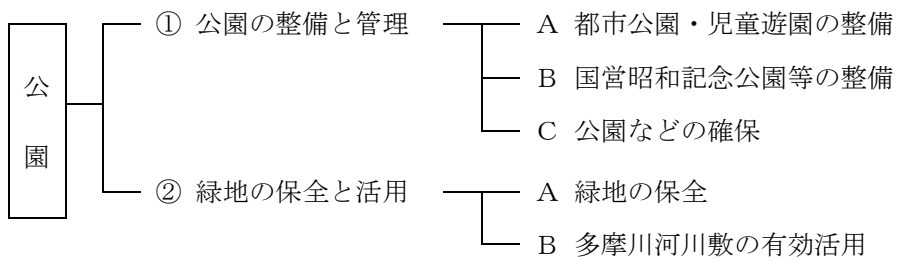 公園
① 公園の整備と管理
A 都市公園・児童遊園の整備
B 国営昭和記念公園等の整備
C 公園などの確保
② 緑地の保全と活用
A 緑地の保全
B 多摩川河川敷の有効活用